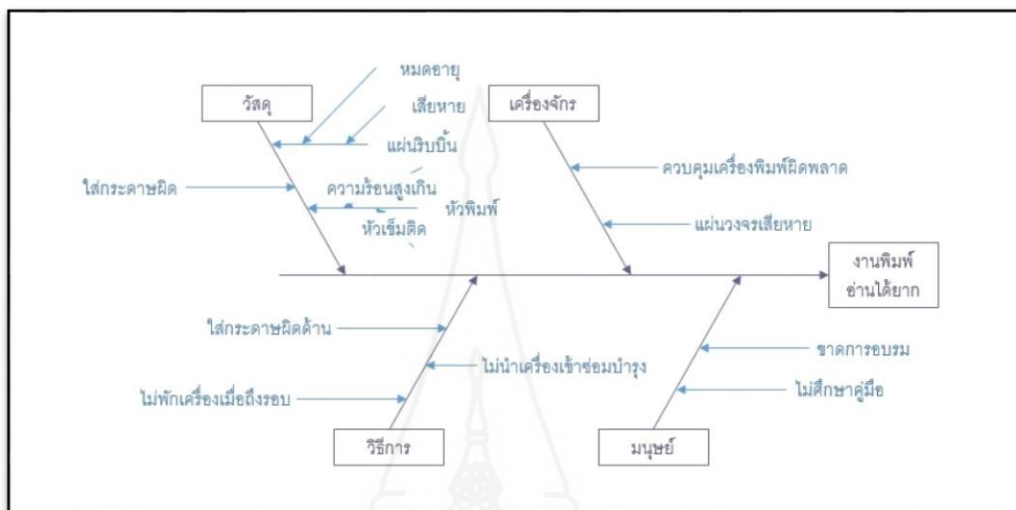 หมดอายุ
วัสดุ
เสียหาย
เครื่องจักร
แผ่นริบบิ้น
ควบคุมเครื่องพิมพ์ผิดพลาด
ใส่กระดาษผิด
ความร้อนสูงเกิน
หัวพิมพ์
หัวเข็มติด
แผ่นวงจรเสียหาย
งานพิมพ์
อ่านได้ยาก
ใส่กระดาษผิดด้าน
ขาดการอบรม
ไม่นำเครื่องเข้าซ่อมบำรุง
ไม่ศึกษาคู่มือ
ไม่พักเครื่องเมื่อถึงรอบ
วิธีการ
มนุษย์